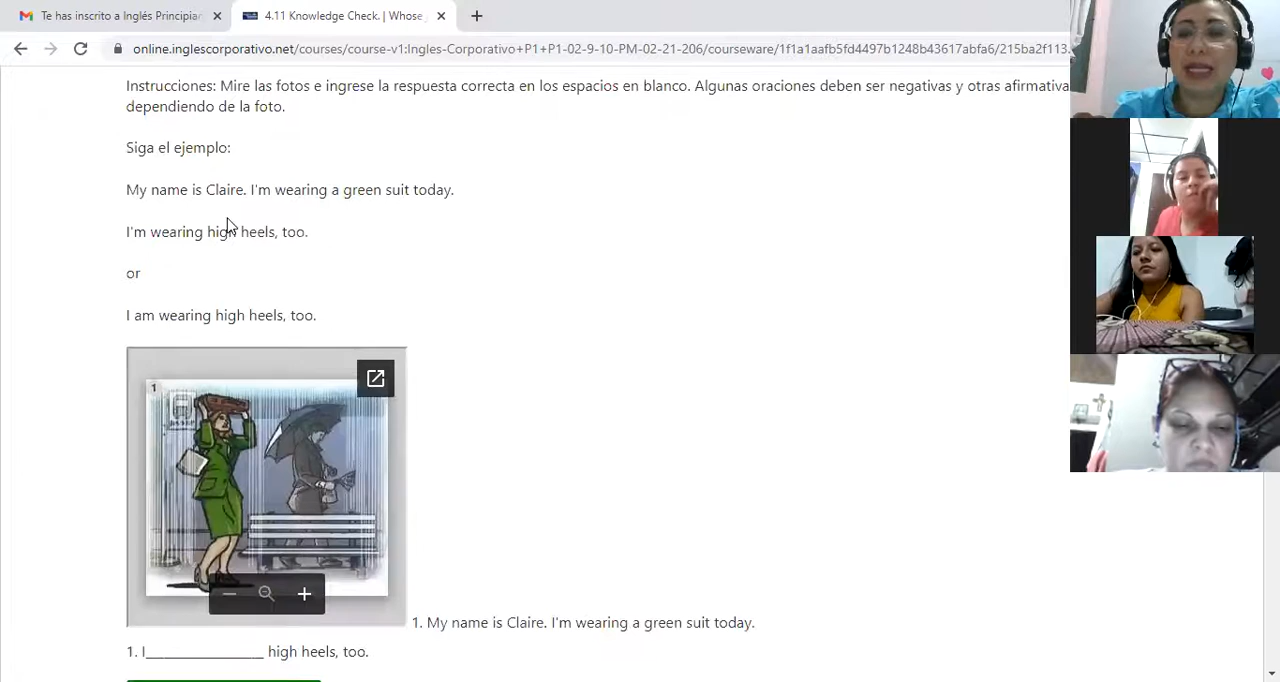 Te has inscrito a Inglés Principian
4.11 Knowledge Check. | Whose
online.inglescorporativo.net/courses/course-v1:Ingles-Corporativo+P1+P1-02-9-10-PM-02-21-206/courseware/1f1a1aafb5fd4497b1248b43617abfa6/215ba2f113
Instrucciones: Mire las fotos e ingrese la respuesta correcta en los espacios en blanco. Algunas oraciones deben ser negativas y otras afirmativa
dependiendo de la foto.
Siga el ejemplo:
My name is Claire. I'm wearing a green suit today.
I'm wearing high heels, too.
or
I am wearing high heels, too.
1
1. My name is Claire. I'm wearing a green suit today.
1. I__________________ high heels, too.